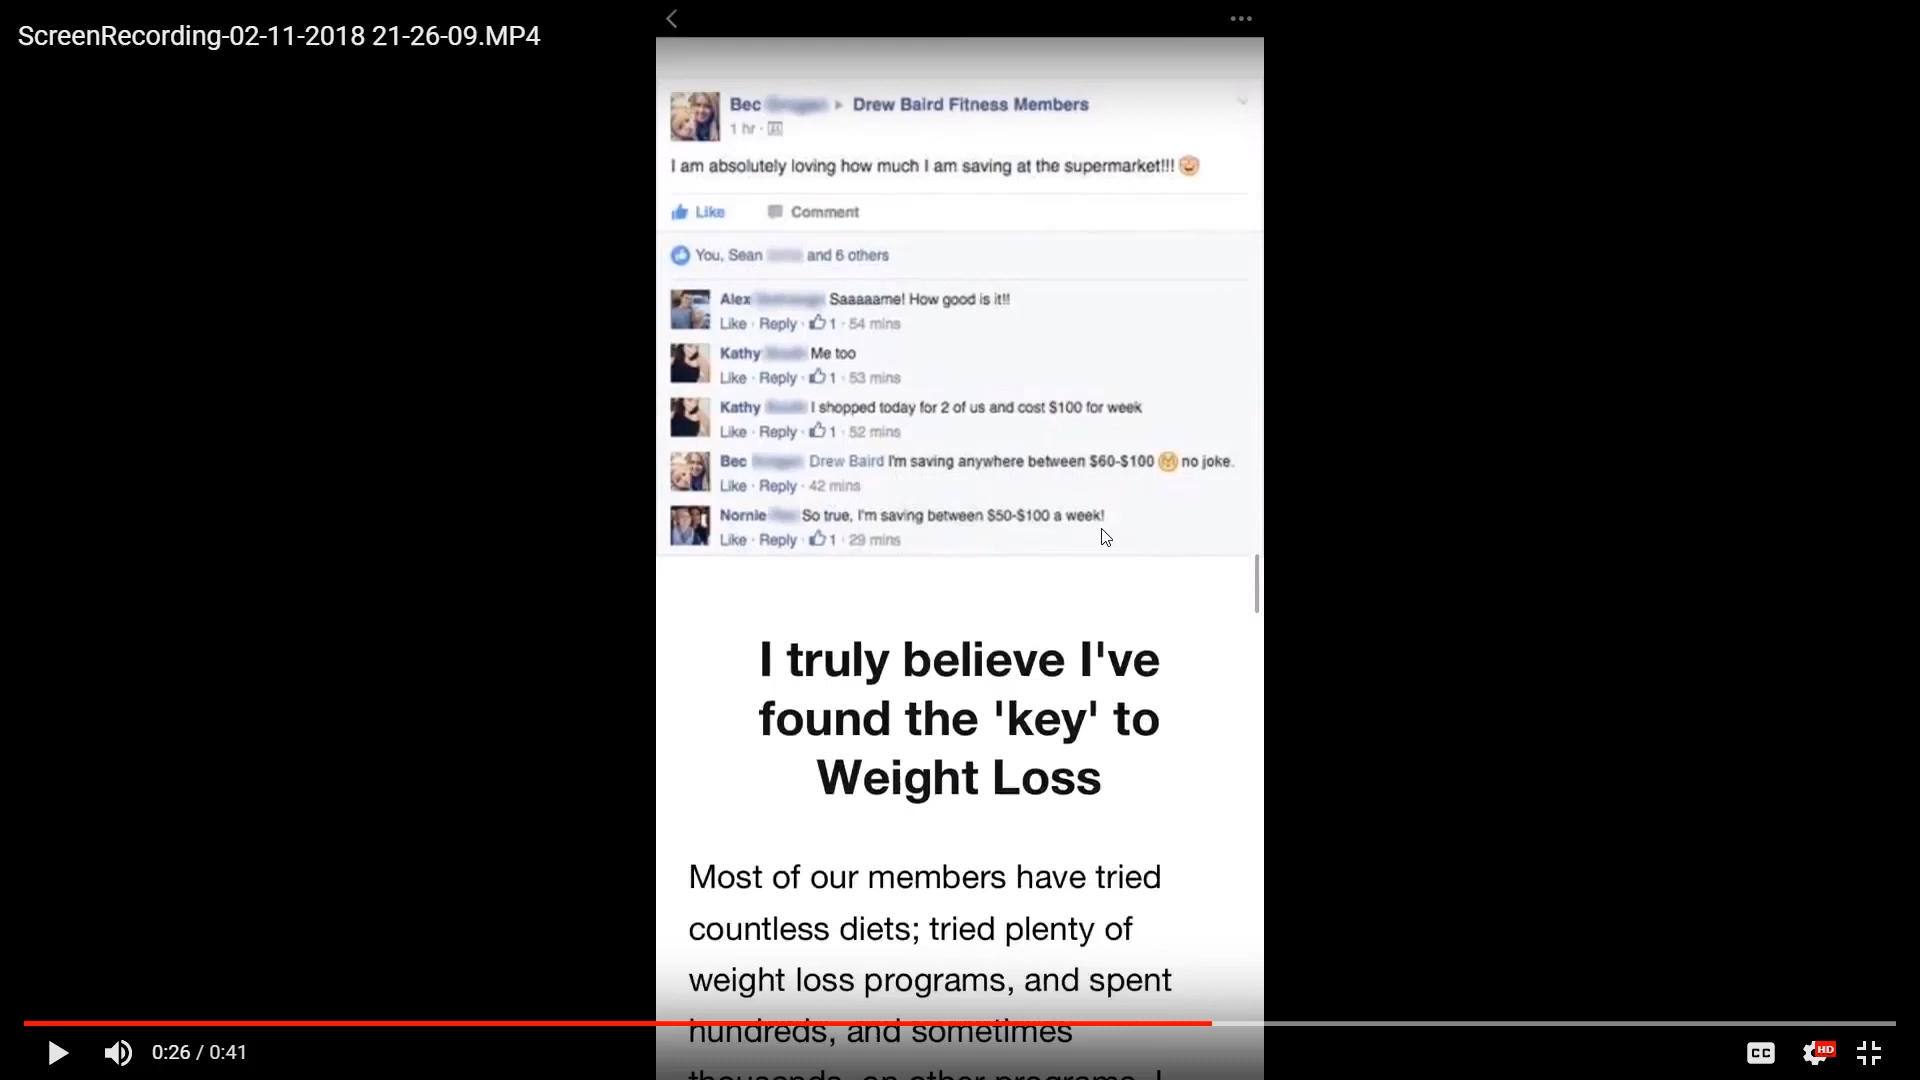 ScreenRecording-02-11-2018 21-26-09.MP4
Bec ▸ Drew Baird Fitness Members
1 hr ·
I am absolutely loving how much I am saving at the supermarket!!!
Like Comment
You, Sean and 6 others
Alex Saaaaame! How good is it!!
Like · Reply · 1 · 54 mins
Kathy Me too
Like · Reply · 1 · 53 mins
Kathy I shopped today for 2 of us and cost $100 for week
Like · Reply · 1 · 52 mins
Bec Drew Baird I'm saving anywhere between $60-$100 no joke.
Like · Reply · 42 mins
Nornie So true, I'm saving between $50-$100 a week!
Like · Reply · 1 · 29 mins
I truly believe I've
found the 'key' to
Weight Loss
Most of our members have tried
countless diets; tried plenty of
weight loss programs, and spent
hundreds, and sometimes
thousands, on other programs. I
0:26 / 0:41
CC HD